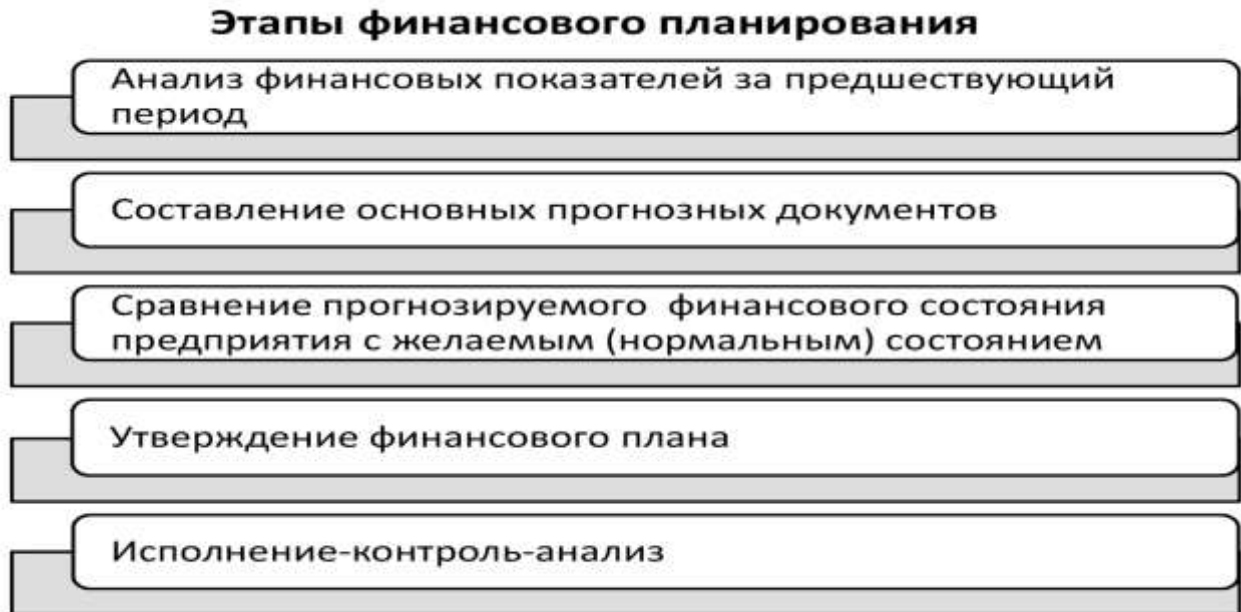 Этапы финансового планирования
Анализ финансовых показателей за предшествующий
период
Составление основных прогнозных документов
Сравнение прогнозируемого финансового состояния
предприятия с желаемым (нормальным) состоянием
Утверждение финансового плана
Исполнение-контроль-анализ